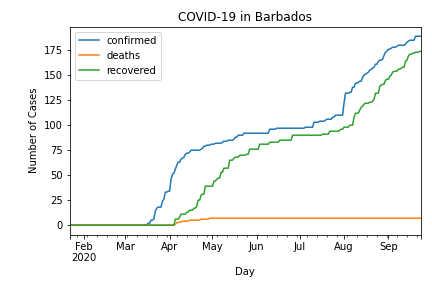 COVID-19 in Barbados
confirmed
deaths
recovered
Number of Cases
175
150
125
100
75
50
25
0
Feb Mar Apr May Jun Jul Aug Sep
2020
Day